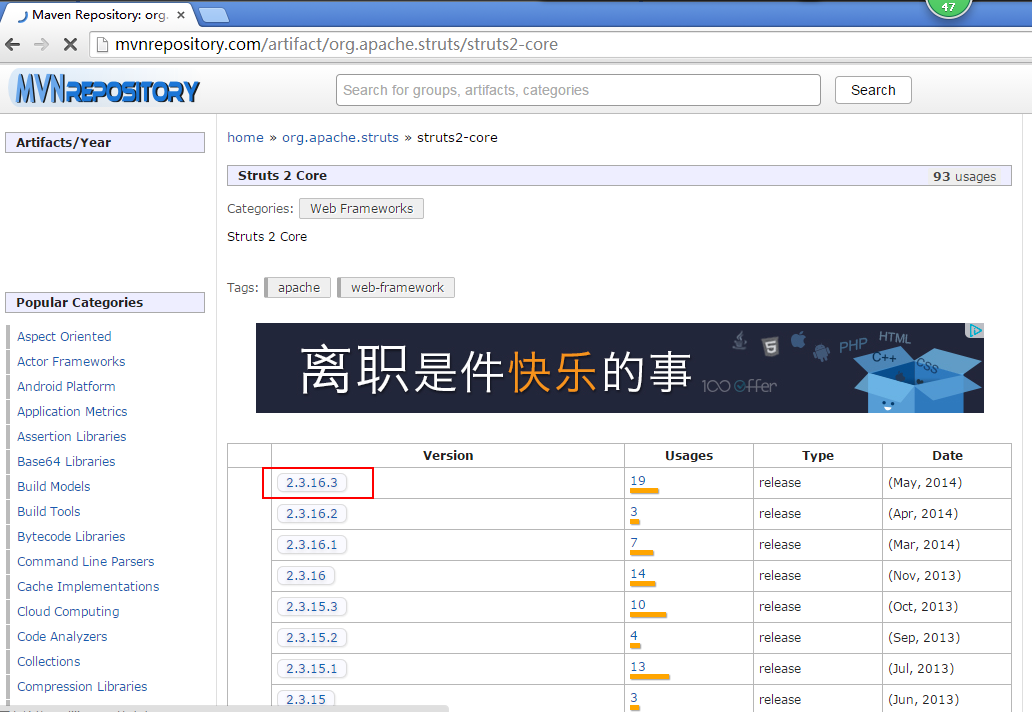 47
Maven Repository: org.
mvnrepository.com/artifact/org.apache.struts/struts2-core
MVNREPOSITORY
Search for groups, artifacts, categories
Search
Artifacts/Year
Popular Categories
Aspect Oriented
Actor Frameworks
Android Platform
Application Metrics
Assertion Libraries
Base64 Libraries
Build Models
Build Tools
Bytecode Libraries
Command Line Parsers
Cache Implementations
Cloud Computing
Code Analyzers
Collections
Compression Libraries
home » org.apache.struts » struts2-core
Struts 2 Core 93 usages
Categories: Web Frameworks
Struts 2 Core
Tags: apache web-framework
离职是件快乐的事
100 offer
5
PHP
HTML
C++
CSS
Version Usages Type Date
2.3.16.3 19 release (May, 2014)
2.3.16.2 3 release (Apr, 2014)
2.3.16.1 7 release (Mar, 2014)
2.3.16 14 release (Nov, 2013)
2.3.15.3 10 release (Oct, 2013)
2.3.15.2 4 release (Sep, 2013)
2.3.15.1 13 release (Jul, 2013)
2.3.15 3 release (Jun, 2013)